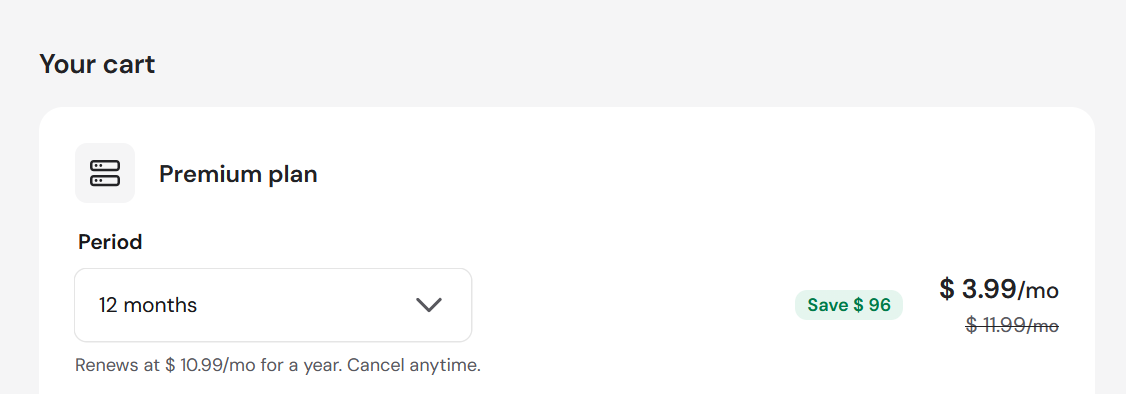 Your cart
Premium plan
Period
12 months
Save $ 96
$ 3.99/mo
$ 11.99/mo
Renews at $ 10.99/mo for a year. Cancel anytime.